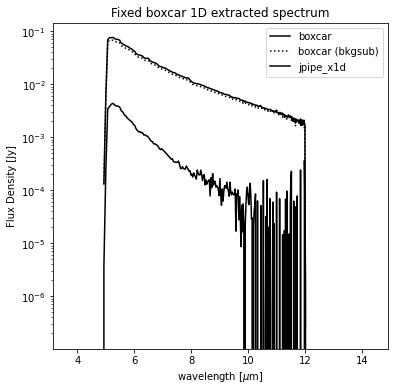 Fixed boxcar 1D extracted spectrum
boxcar
boxcar (bkgsub)
jpipe_x1d
Flux Density [Jy]
10⁻¹
10⁻²
10⁻³
10⁻⁴
10⁻⁵
10⁻⁶
4 6 8 10 12 14
wavelength [μm]